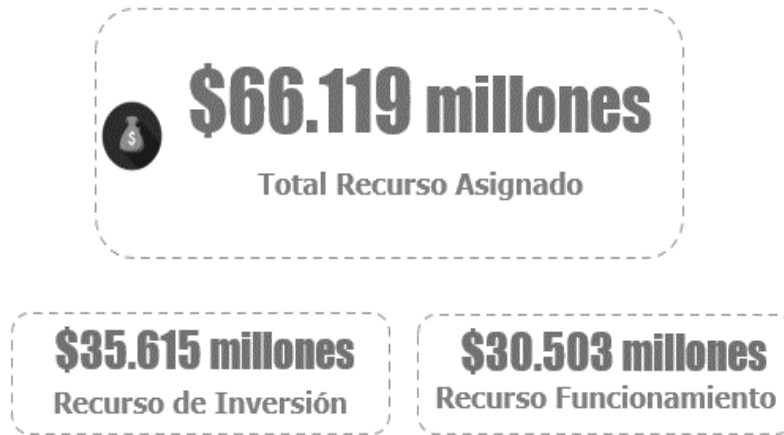 $66.119 millones
$
Total Recurso Asignado
$35.615 millones
Recurso de Inversión
$30.503 millones
Recurso Funcionamiento